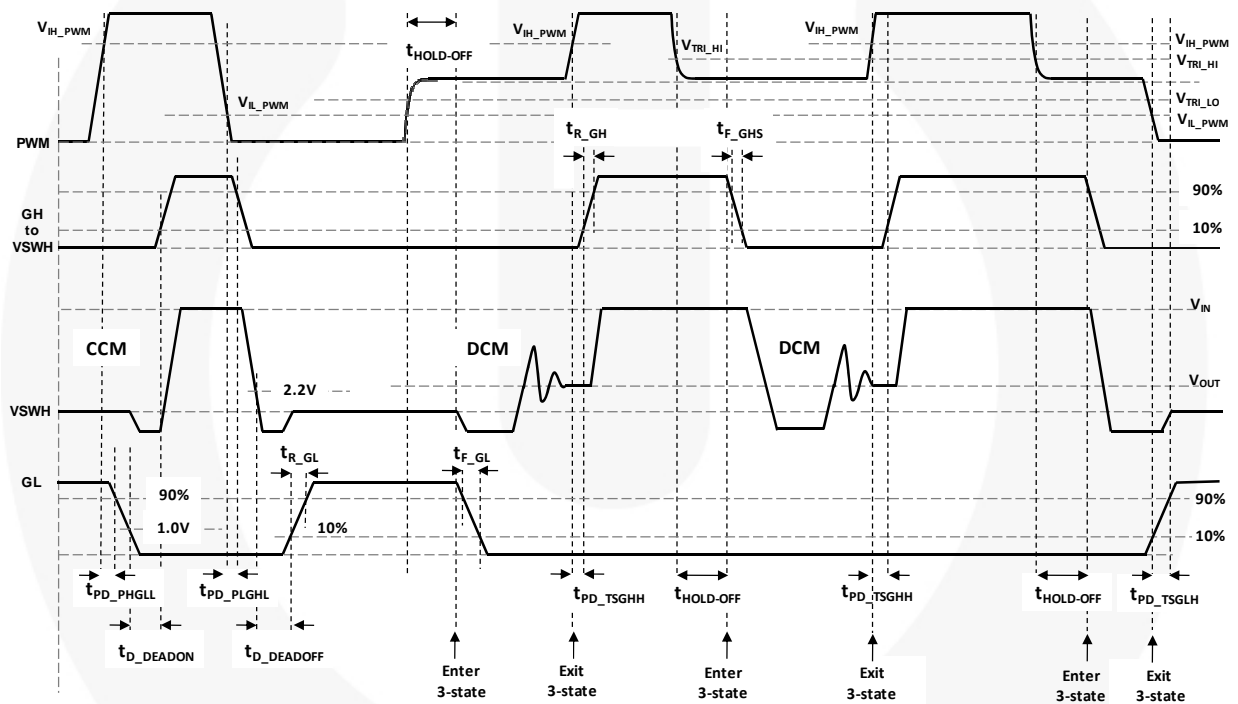 V_IH_PWM
V_IH_PWM
V_IH_PWM
V_IH_PWM
t_HOLD-OFF
V_TRI_HI
V_TRI_HI
V_IL_PWM
V_TRI_LO
V_IL_PWM
PWM
t_R_GH
t_F_GHS
90%
GH
to
VSWH
10%
V_IN
CCM
DCM
DCM
2.2V
V_OUT
VSWH
t_R_GL
t_F_GL
GL
90%
90%
1.0V
10%
10%
t_PD_PHGLL
t_PD_PLGHL
t_PD_TSGHH
t_HOLD-OFF
t_PD_TSGHH
t_HOLD-OFF
t_PD_TSGLH
t_D_DEADON
t_D_DEADOFF
Enter
3-state
Exit
3-state
Enter
3-state
Exit
3-state
Enter
3-state
Exit
3-state